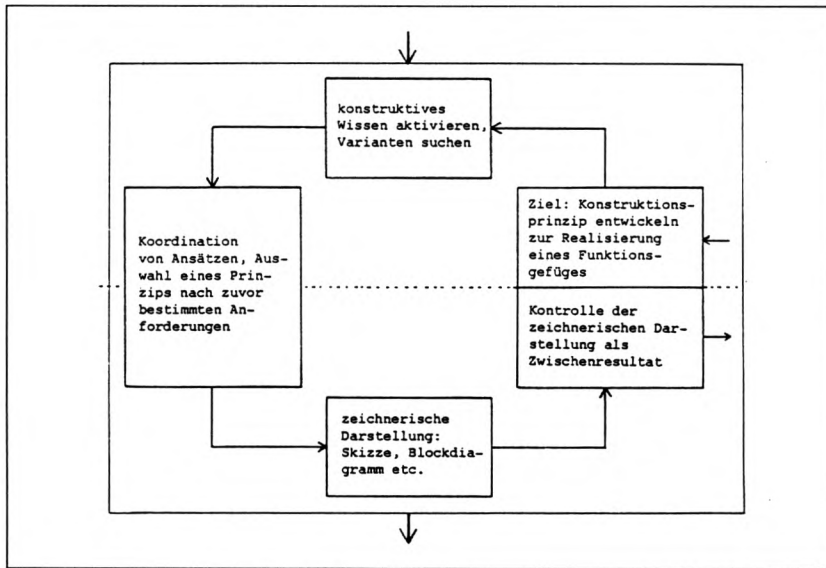 konstruktives
Wissen aktivieren,
Varianten suchen
Ziel: Konstruktions-
prinzip entwickeln
zur Realisierung
eines Funktions-
gefüges
Koordination
von Ansätzen, Aus-
wahl eines Prin-
zips nach zuvor
bestimmten An-
forderungen
Kontrolle der
zeichnerischen Dar-
stellung als
Zwischenresultat
zeichnerische
Darstellung:
Skizze, Blockdia-
gramm etc.